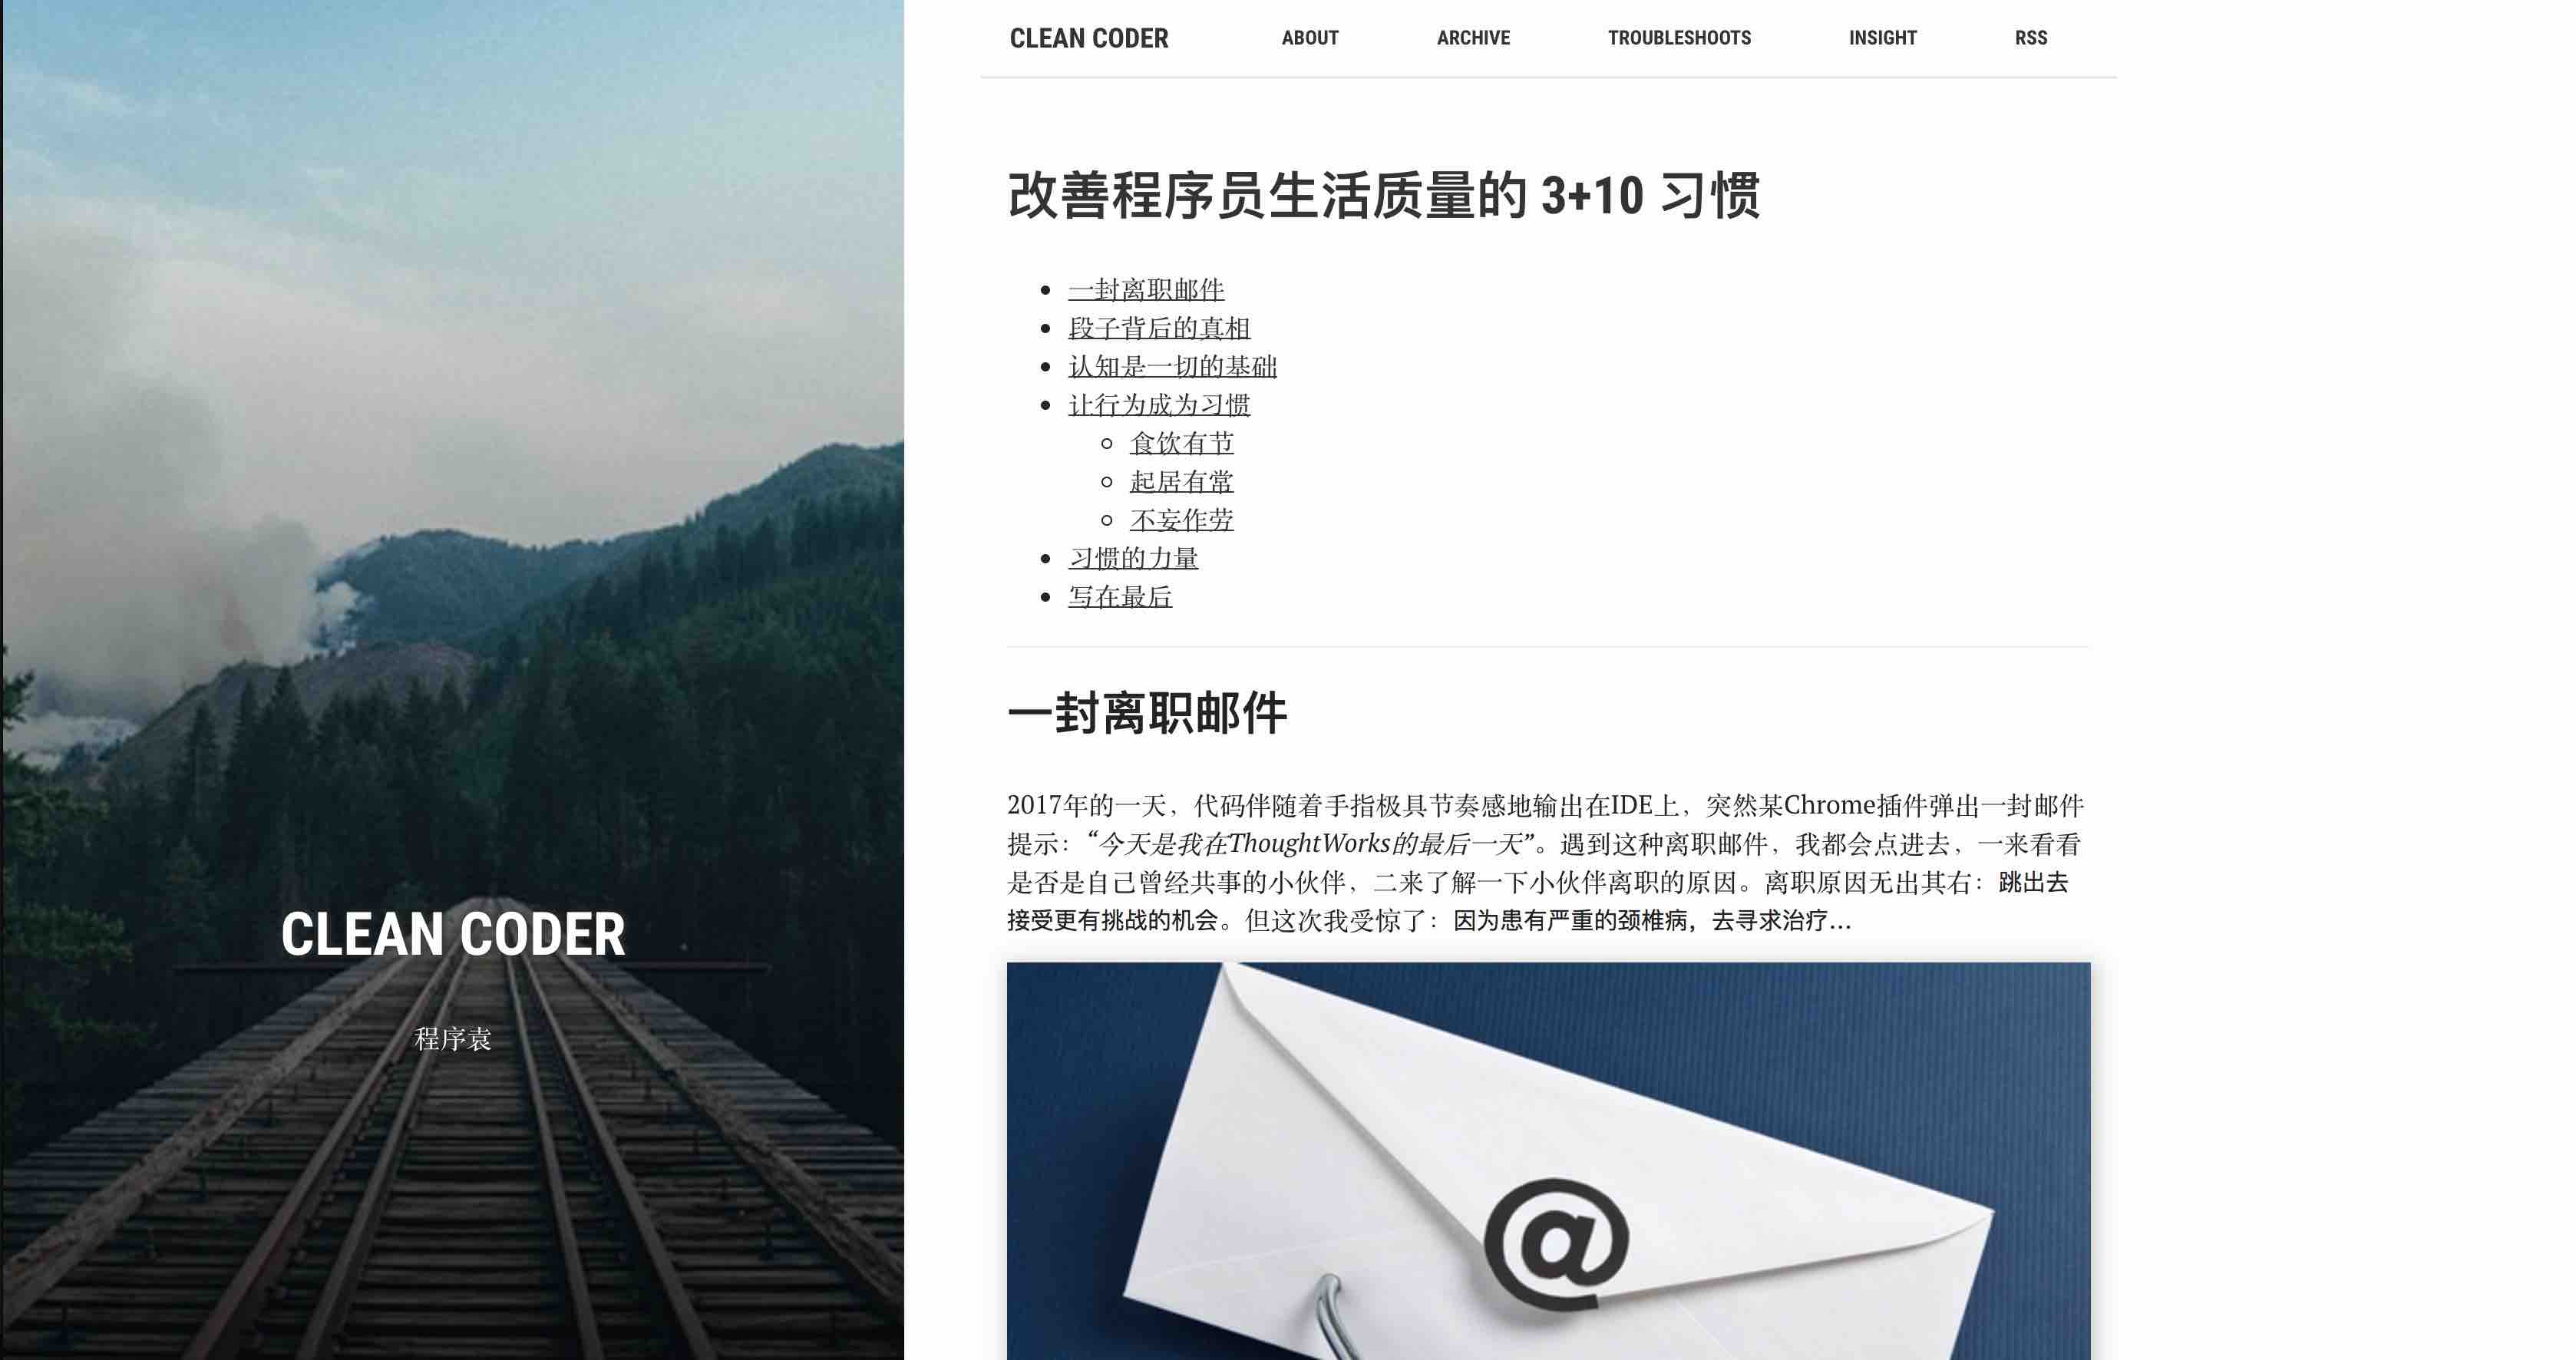 CLEAN CODER
程序袁
CLEAN CODER ABOUT ARCHIVE TROUBLESHOOTS INSIGHT RSS
改善程序员生活质量的 3+10 习惯
一封离职邮件
段子背后的真相
认知是一切的基础
让行为成为习惯
食饮有节
起居有常
不妄作劳
习惯的力量
写在最后
一封离职邮件
2017年的一天，代码伴随着手指极具节奏感地输出在IDE上，突然某Chrome插件弹出一封邮件
提示：“今天是我在ThoughtWorks的最后一天”。遇到这种离职邮件，我都会点进去，一来看看
是否是自己曾经共事的小伙伴，二来了解一下小伙伴离职的原因。离职原因无出其右：跳出去
接受更有挑战的机会。但这次我受惊了：因为患有严重的颈椎病，去寻求治疗…
@